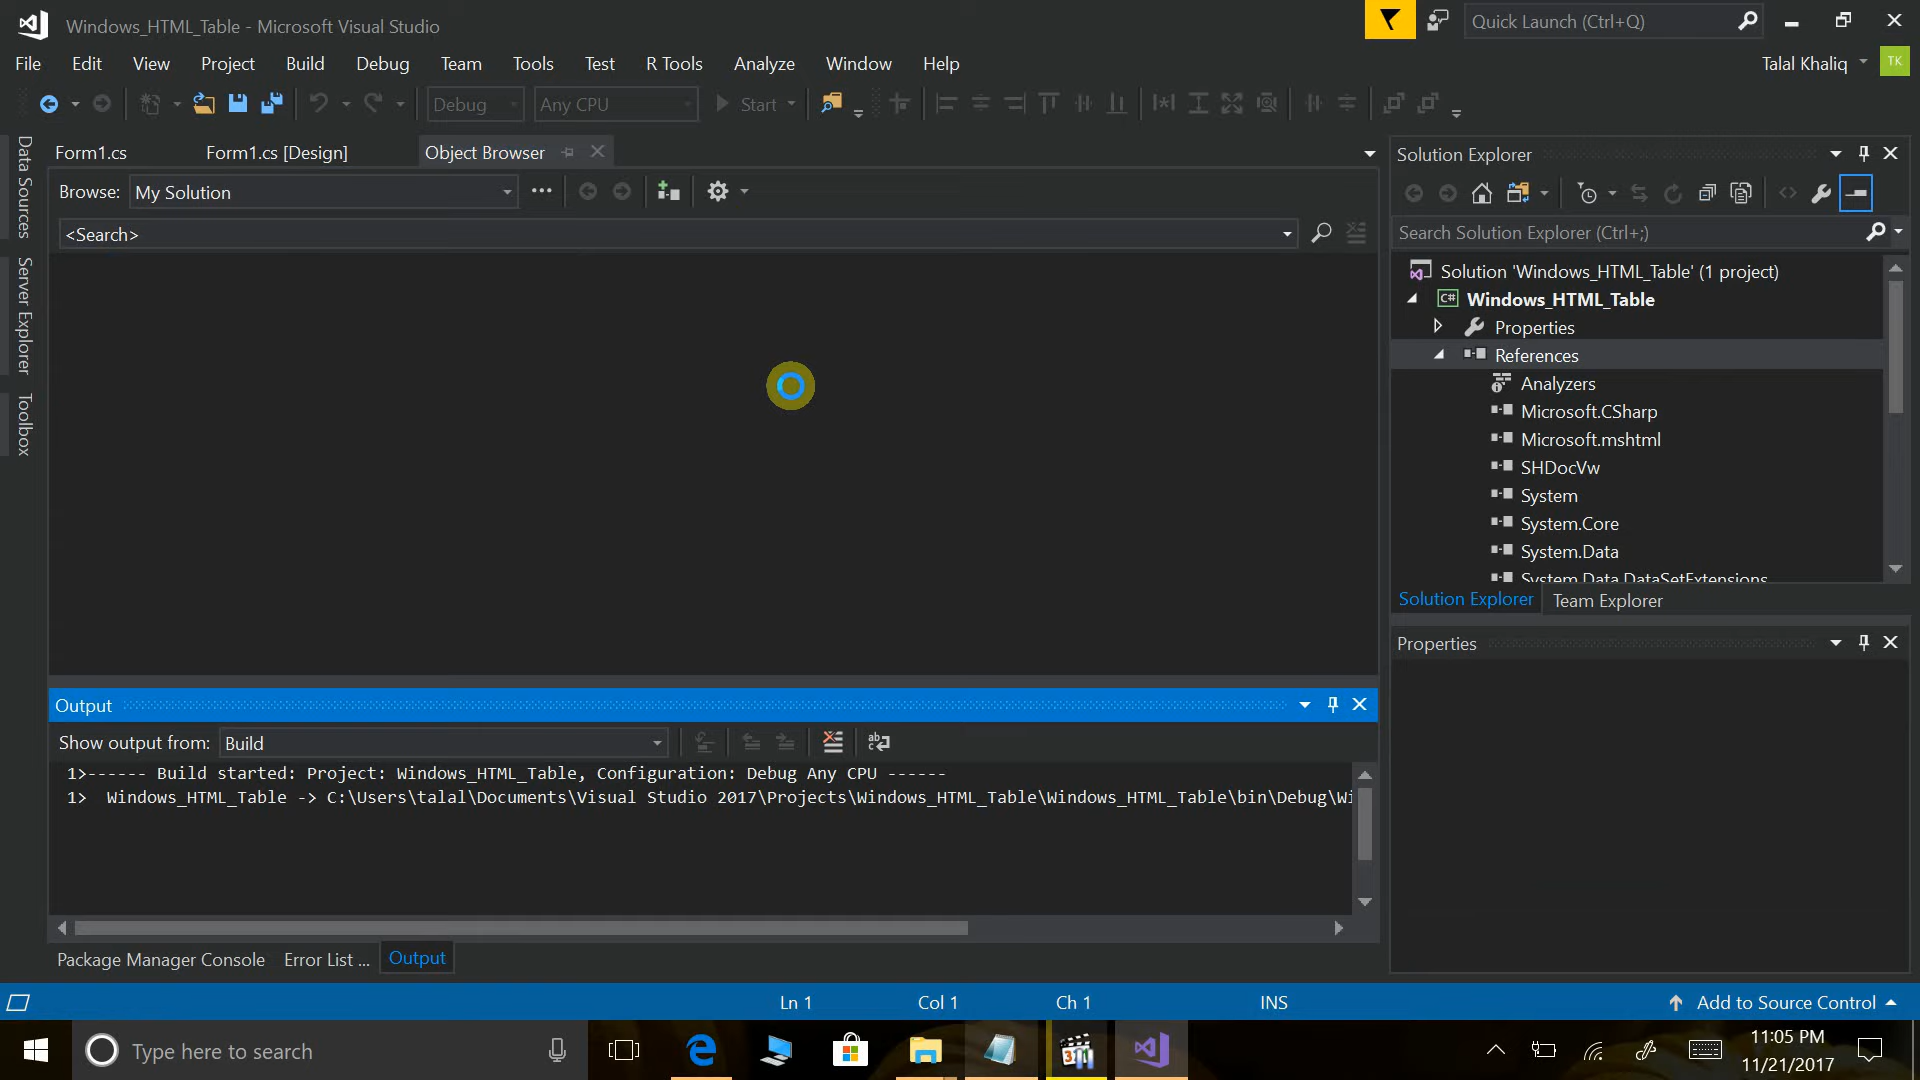 Windows_HTML_Table - Microsoft Visual Studio
Quick Launch (Ctrl+Q)
File Edit View Project Build Debug Team Tools Test R Tools Analyze Window Help
Talal Khaliq TK
Debug Any CPU Start
Data Sources
Server Explorer
Toolbox
Form1.cs Form1.cs [Design] Object Browser
Browse: My Solution
<Search>
Solution Explorer
Search Solution Explorer (Ctrl+;)
Solution 'Windows_HTML_Table' (1 project)
C# Windows_HTML_Table
Properties
References
Analyzers
Microsoft.CSharp
Microsoft.mshtml
SHDocVw
System
System.Core
System.Data
System.Data.DataSetExtensions
Solution Explorer Team Explorer
Properties
Output
Show output from: Build
1>------ Build started: Project: Windows_HTML_Table, Configuration: Debug Any CPU ------
1>  Windows_HTML_Table -> C:\Users\talal\Documents\Visual Studio 2017\Projects\Windows_HTML_Table\Windows_HTML_Table\bin\Debug\Wi
Package Manager Console Error List ... Output
Ln 1 Col 1 Ch 1 INS Add to Source Control
Type here to search
11:05 PM
11/21/2017